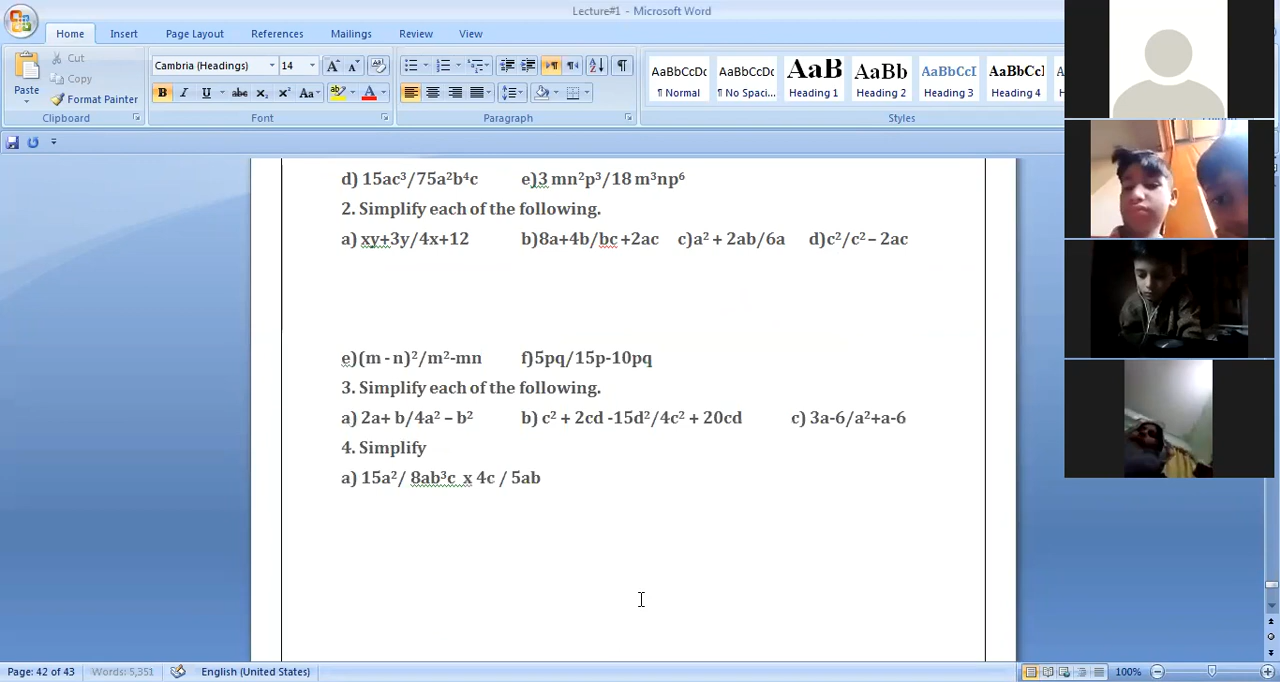 Lecture#1 - Microsoft Word
Home Insert Page Layout References Mailings Review View
Paste
Cut
Copy
Format Painter
Clipboard
Cambria (Headings) 14
B I U abc x₂ x² Aa
Font
Paragraph
AaBbCcDc AaBbCcDc AaB AaBb AaBbCcI AaBbCcI
¶ Normal ¶ No Spaci... Heading 1 Heading 2 Heading 3 Heading 4
Styles
d) 15ac³/75a²b⁴c e)3 mn²p³/18 m³np⁶
2. Simplify each of the following.
a) xy+3y/4x+12 b)8a+4b/bc +2ac c)a² + 2ab/6a d)c²/c² – 2ac
e)(m - n)²/m²-mn f)5pq/15p-10pq
3. Simplify each of the following.
a) 2a+ b/4a² – b² b) c² + 2cd -15d²/4c² + 20cd c) 3a-6/a²+a-6
4. Simplify
a) 15a²/ 8ab³c x 4c / 5ab
Page: 42 of 43 Words: 5,351 English (United States) 100%